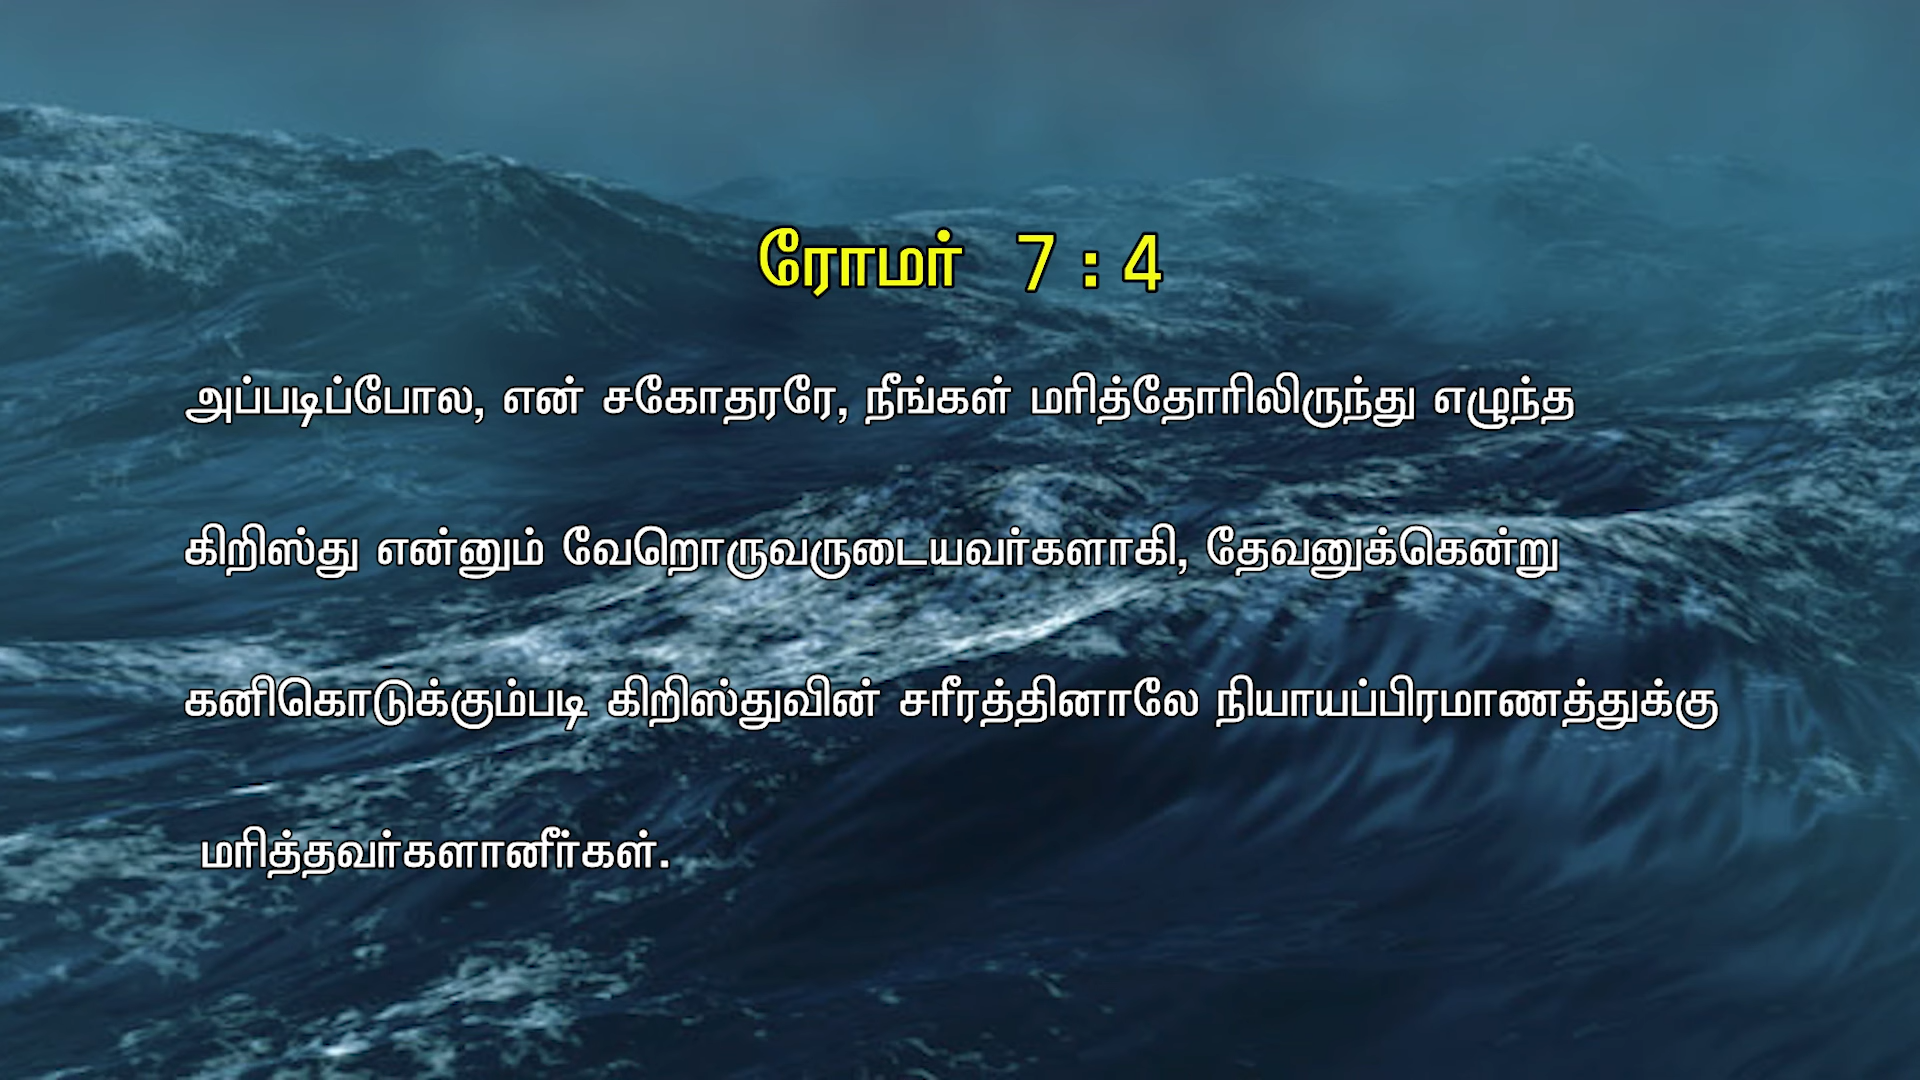 ரோமர் 7 : 4
அப்படிப்போல, என் சகோதரரே, நீங்கள் மரித்தோரிலிருந்து எழுந்த
கிறிஸ்து என்னும் வேறொருவருடையவர்களாகி, தேவனுக்கென்று
கனிகொடுக்கும்படி கிறிஸ்துவின் சரீரத்தினாலே நியாயப்பிரமாணத்துக்கு
மரித்தவர்களானீர்கள்.